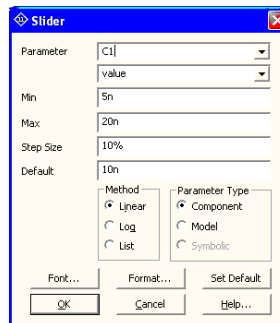 Slider
Parameter C1
value
Min 5n
Max 20n
Step Size 10%
Default 10n
Method Parameter Type
Linear Component
Log Model
List Symbolic
Font... Format... Set Default
OK Cancel Help...